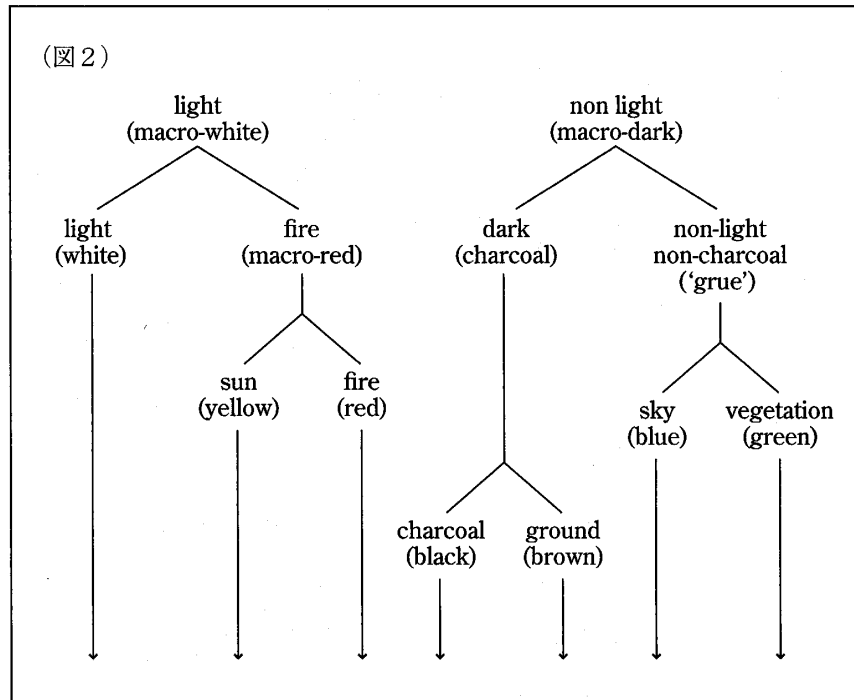 (図2)
light
(macro-white)
non light
(macro-dark)
light
(white)
fire
(macro-red)
dark
(charcoal)
non-light
non-charcoal
(‘grue’)
sun
(yellow)
fire
(red)
sky
(blue)
vegetation
(green)
charcoal
(black)
ground
(brown)